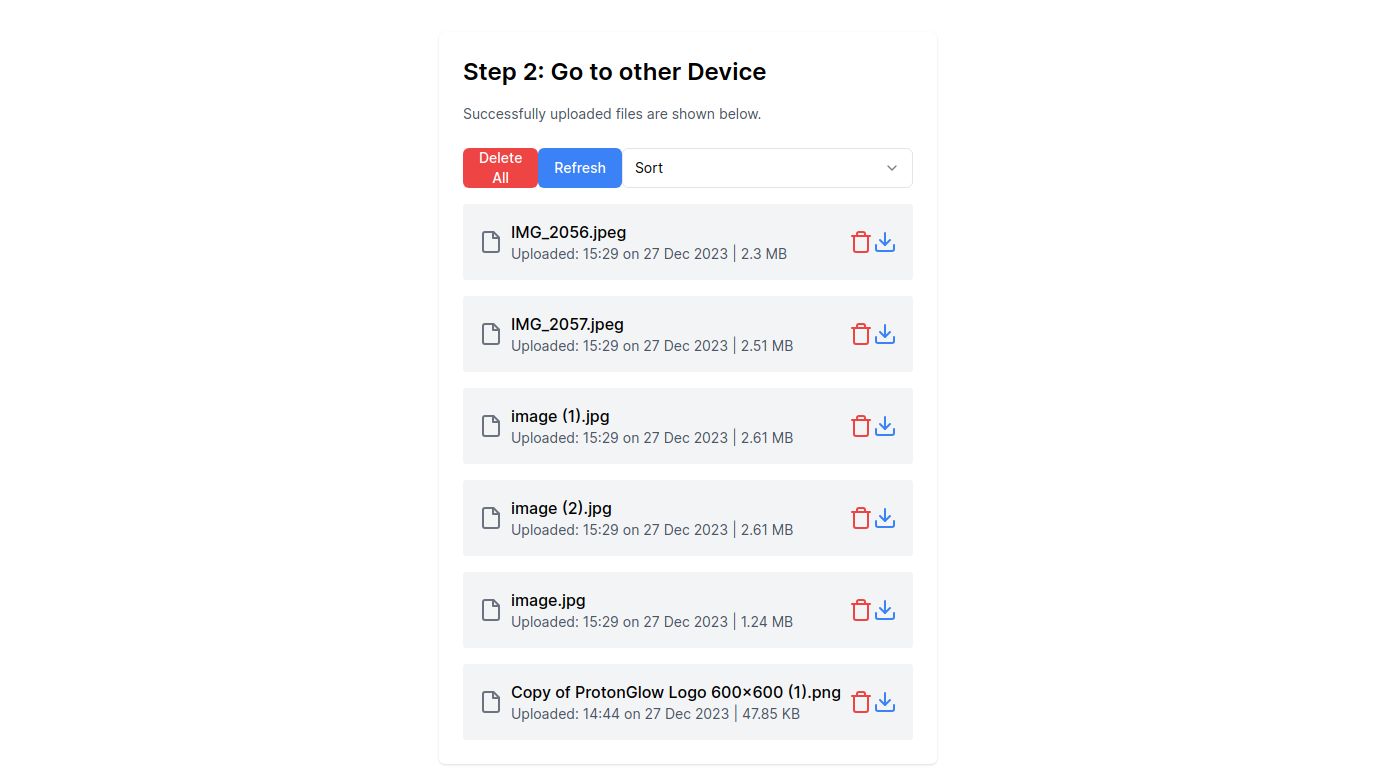 Step 2: Go to other Device
Successfully uploaded files are shown below.
Delete
All
Refresh
Sort
IMG_2056.jpeg
Uploaded: 15:29 on 27 Dec 2023 | 2.3 MB
IMG_2057.jpeg
Uploaded: 15:29 on 27 Dec 2023 | 2.51 MB
image (1).jpg
Uploaded: 15:29 on 27 Dec 2023 | 2.61 MB
image (2).jpg
Uploaded: 15:29 on 27 Dec 2023 | 2.61 MB
image.jpg
Uploaded: 15:29 on 27 Dec 2023 | 1.24 MB
Copy of ProtonGlow Logo 600×600 (1).png
Uploaded: 14:44 on 27 Dec 2023 | 47.85 KB